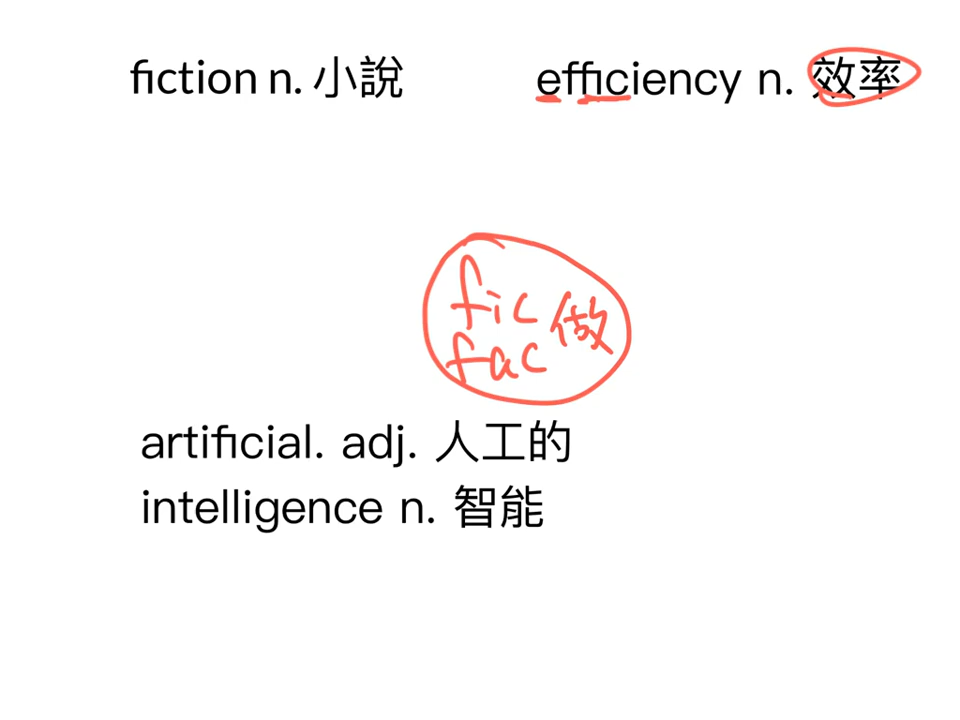 fiction n. 小說
efficiency n. 效率
fic
fac 做
artificial. adj. 人工的
intelligence n. 智能